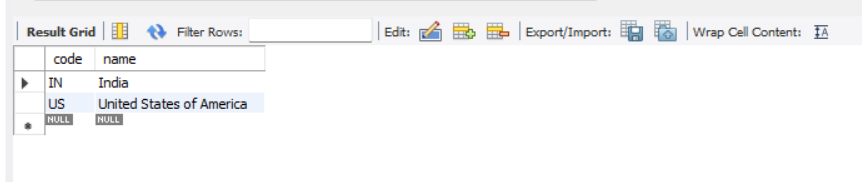 Result Grid Filter Rows: Edit: Export/Import: Wrap Cell Content: IA
code name
IN India
US United States of America
NULL NULL